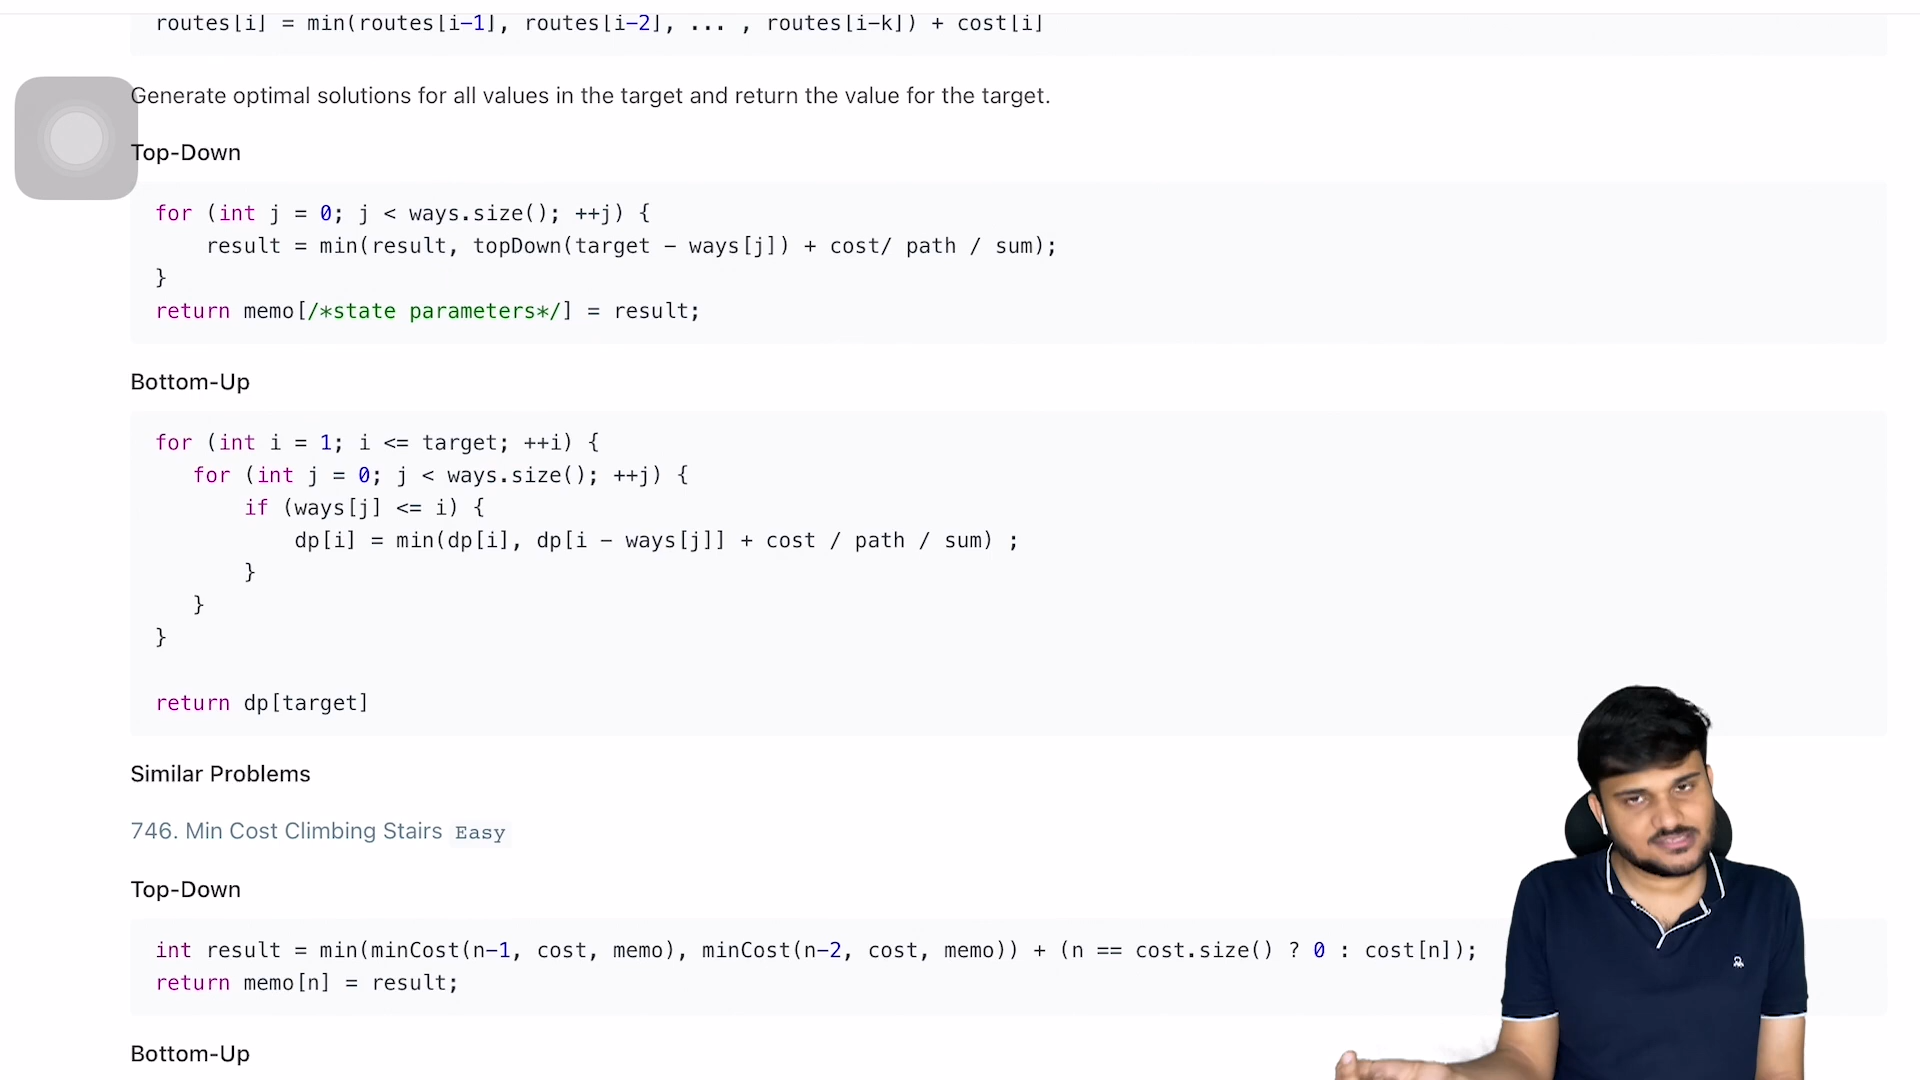 routes[i] = min(routes[i-1], routes[i-2], ... , routes[i-k]) + cost[i]
Generate optimal solutions for all values in the target and return the value for the target.
Top-Down
for (int j = 0; j < ways.size(); ++j) {
    result = min(result, topDown(target - ways[j]) + cost/ path / sum);
}
return memo[/*state parameters*/] = result;
Bottom-Up
for (int i = 1; i <= target; ++i) {
   for (int j = 0; j < ways.size(); ++j) {
       if (ways[j] <= i) {
           dp[i] = min(dp[i], dp[i - ways[j]] + cost / path / sum) ;
       }
   }
}
return dp[target]
Similar Problems
746. Min Cost Climbing Stairs Easy
Top-Down
int result = min(minCost(n-1, cost, memo), minCost(n-2, cost, memo)) + (n == cost.size() ? 0 : cost[n]);
return memo[n] = result;
Bottom-Up